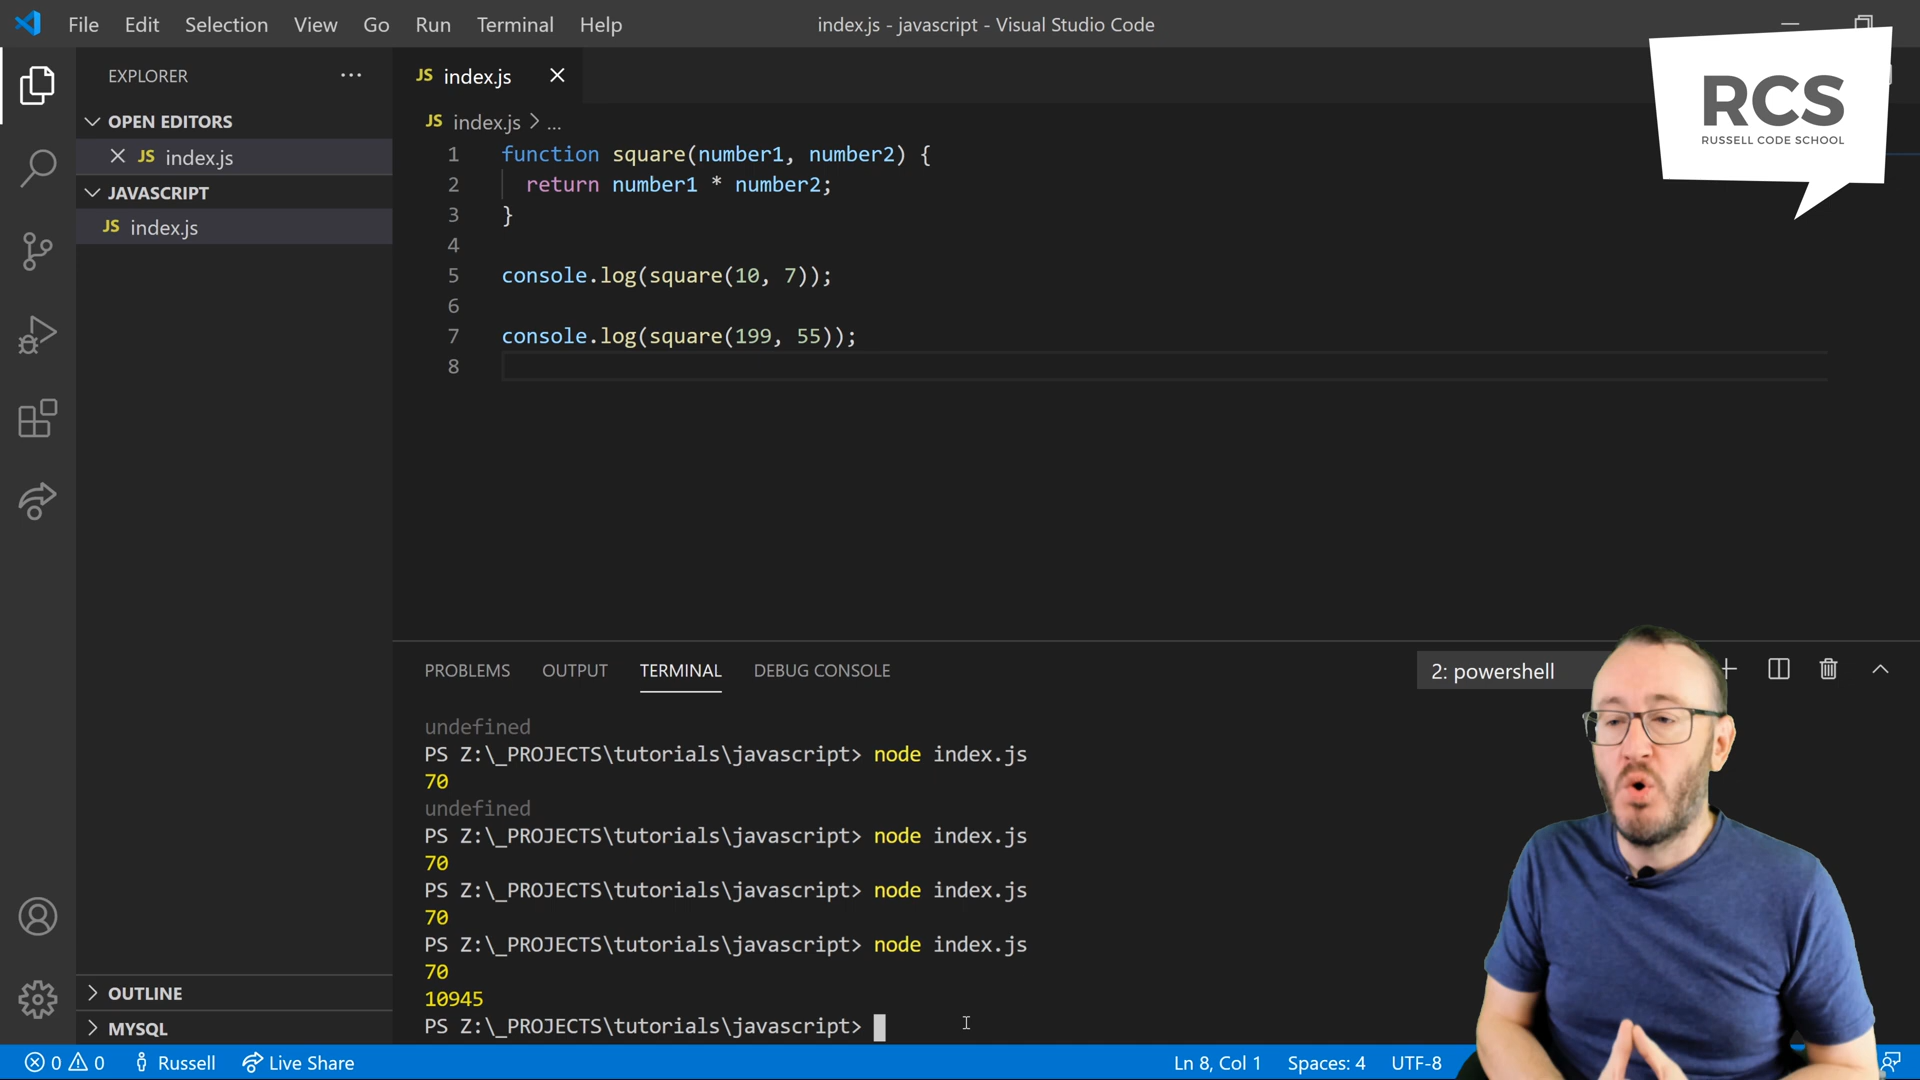 File Edit Selection View Go Run Terminal Help
index.js - javascript - Visual Studio Code
RCS
RUSSELL CODE SCHOOL
EXPLORER
OPEN EDITORS
JS index.js
JAVASCRIPT
JS index.js
OUTLINE
MYSQL
JS index.js
JS index.js > ...
1 function square(number1, number2) {
2 return number1 * number2;
3 }
4
5 console.log(square(10, 7));
6
7 console.log(square(199, 55));
8
PROBLEMS OUTPUT TERMINAL DEBUG CONSOLE
2: powershell
undefined
PS Z:\_PROJECTS\tutorials\javascript> node index.js
70
undefined
PS Z:\_PROJECTS\tutorials\javascript> node index.js
70
PS Z:\_PROJECTS\tutorials\javascript> node index.js
70
PS Z:\_PROJECTS\tutorials\javascript> node index.js
70
10945
PS Z:\_PROJECTS\tutorials\javascript>
0 0 Russell Live Share
Ln 8, Col 1 Spaces: 4 UTF-8